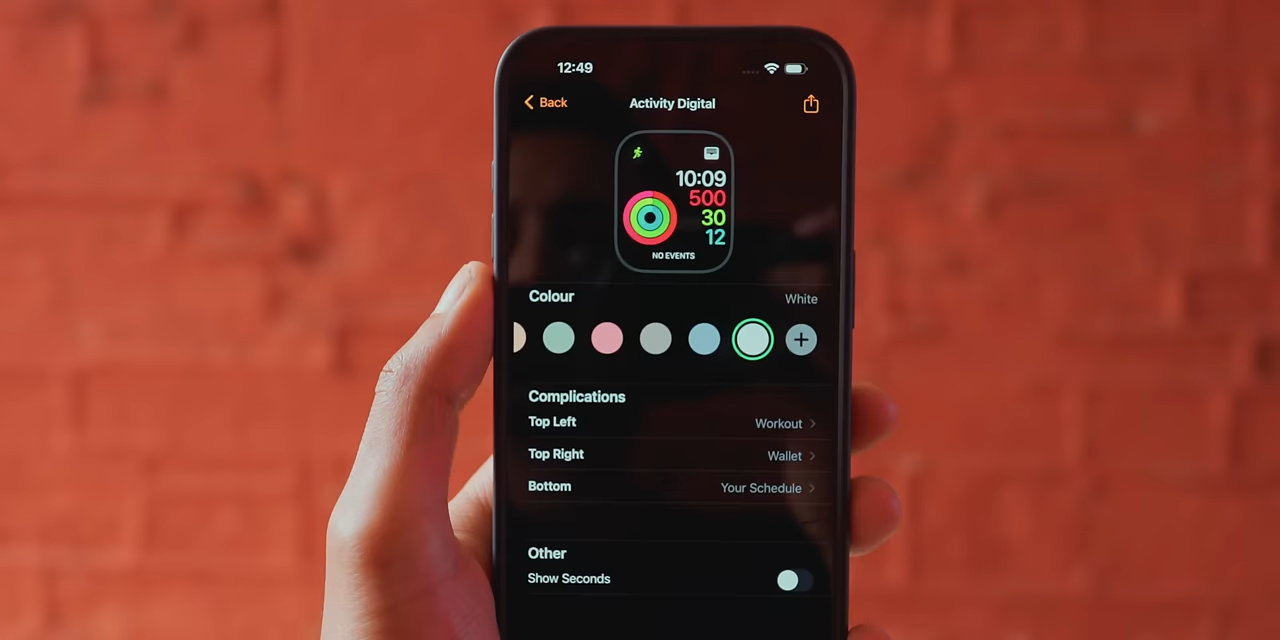 12:49
Back
Activity Digital
10:09
500
30
12
NO EVENTS
Colour White
Complications
Top Left Workout
Top Right Wallet
Bottom Your Schedule
Other
Show Seconds